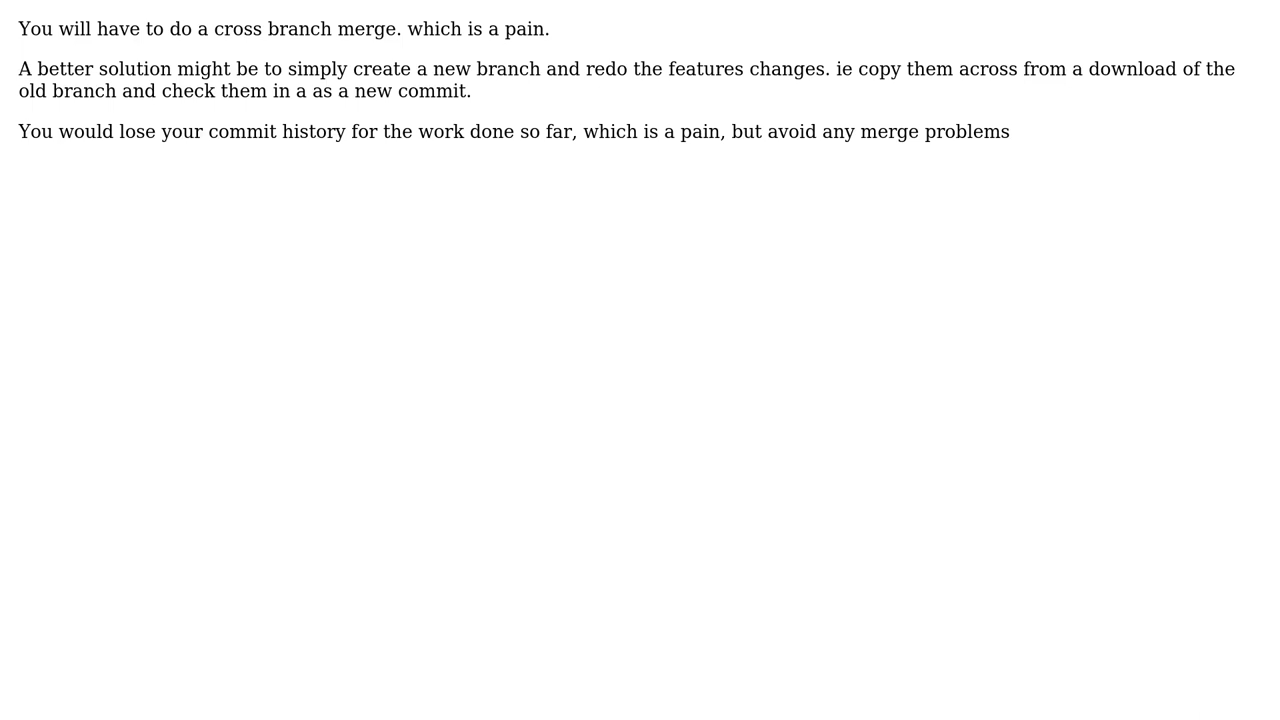 You will have to do a cross branch merge. which is a pain.
A better solution might be to simply create a new branch and redo the features changes. ie copy them across from a download of the
old branch and check them in a as a new commit.
You would lose your commit history for the work done so far, which is a pain, but avoid any merge problems